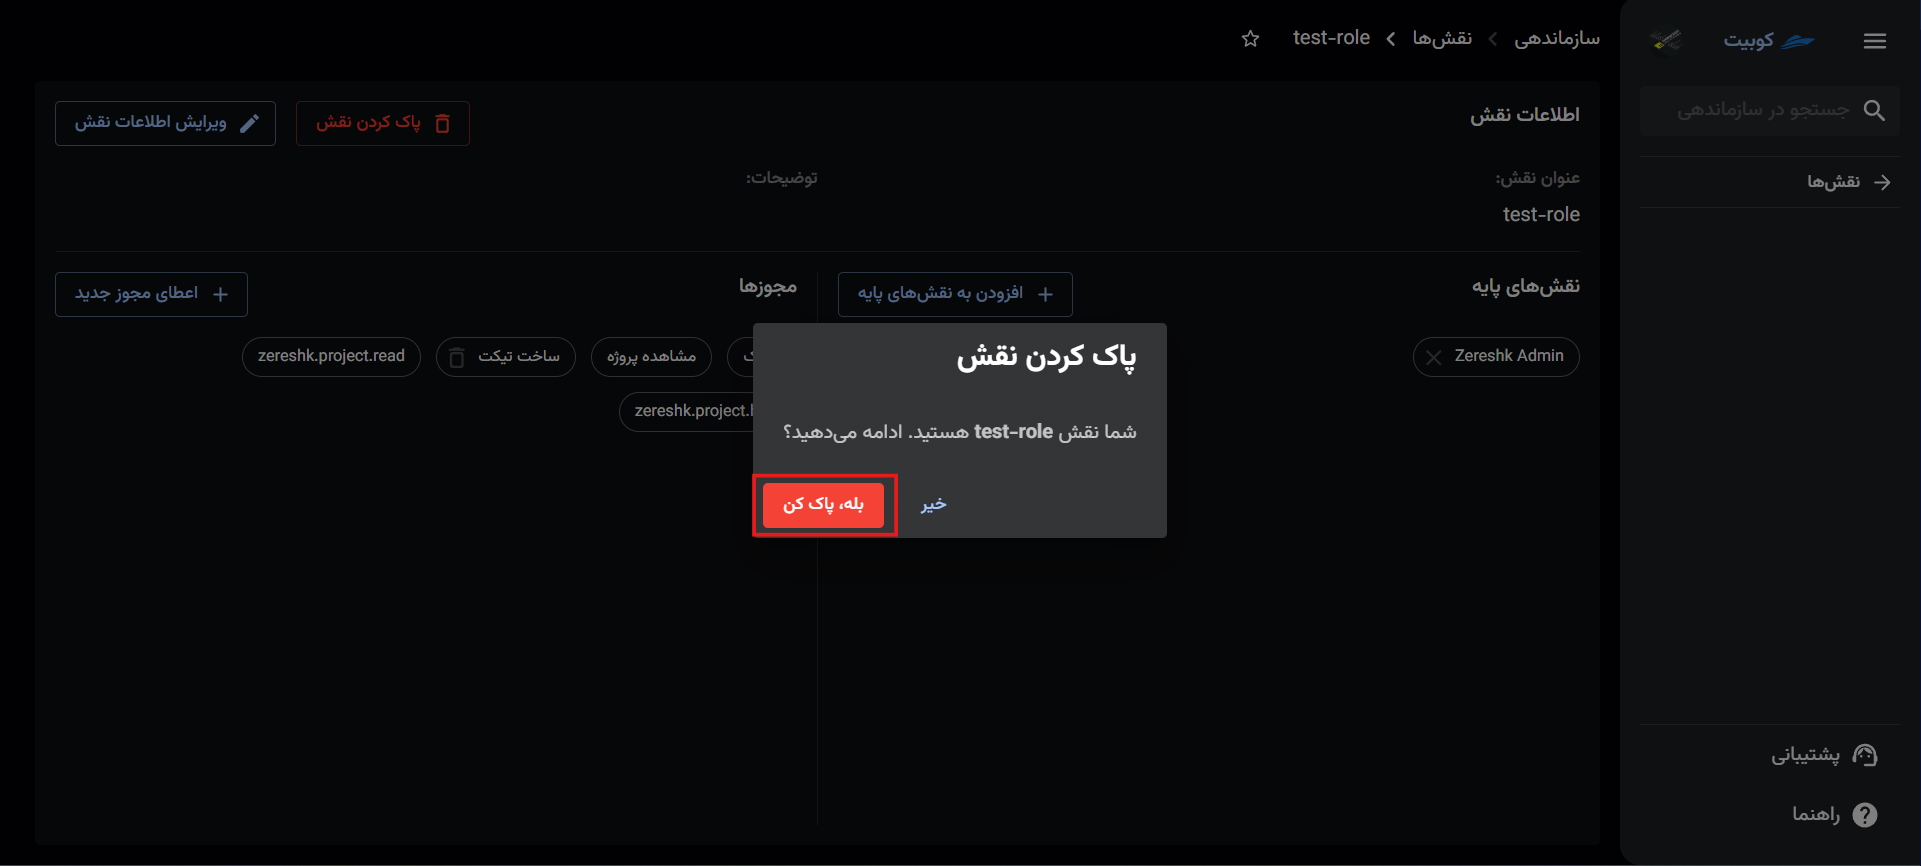 کوبیت
جستجو در سازماندهی
نقش‌ها
پشتیبانی
راهنما
سازماندهی
نقش‌ها
test-role
اطلاعات نقش
پاک کردن نقش
ویرایش اطلاعات نقش
عنوان نقش:
test-role
توضیحات:
نقش‌های پایه
افزودن به نقش‌های پایه
Zereshk Admin
مجوزها
اعطای مجوز جدید
مشاهده پروژه
ساخت تیکت
zereshk.project.read
zereshk.project.
پاک کردن نقش
شما نقش test-role هستید. ادامه می‌دهید؟
خیر
بله، پاک کن